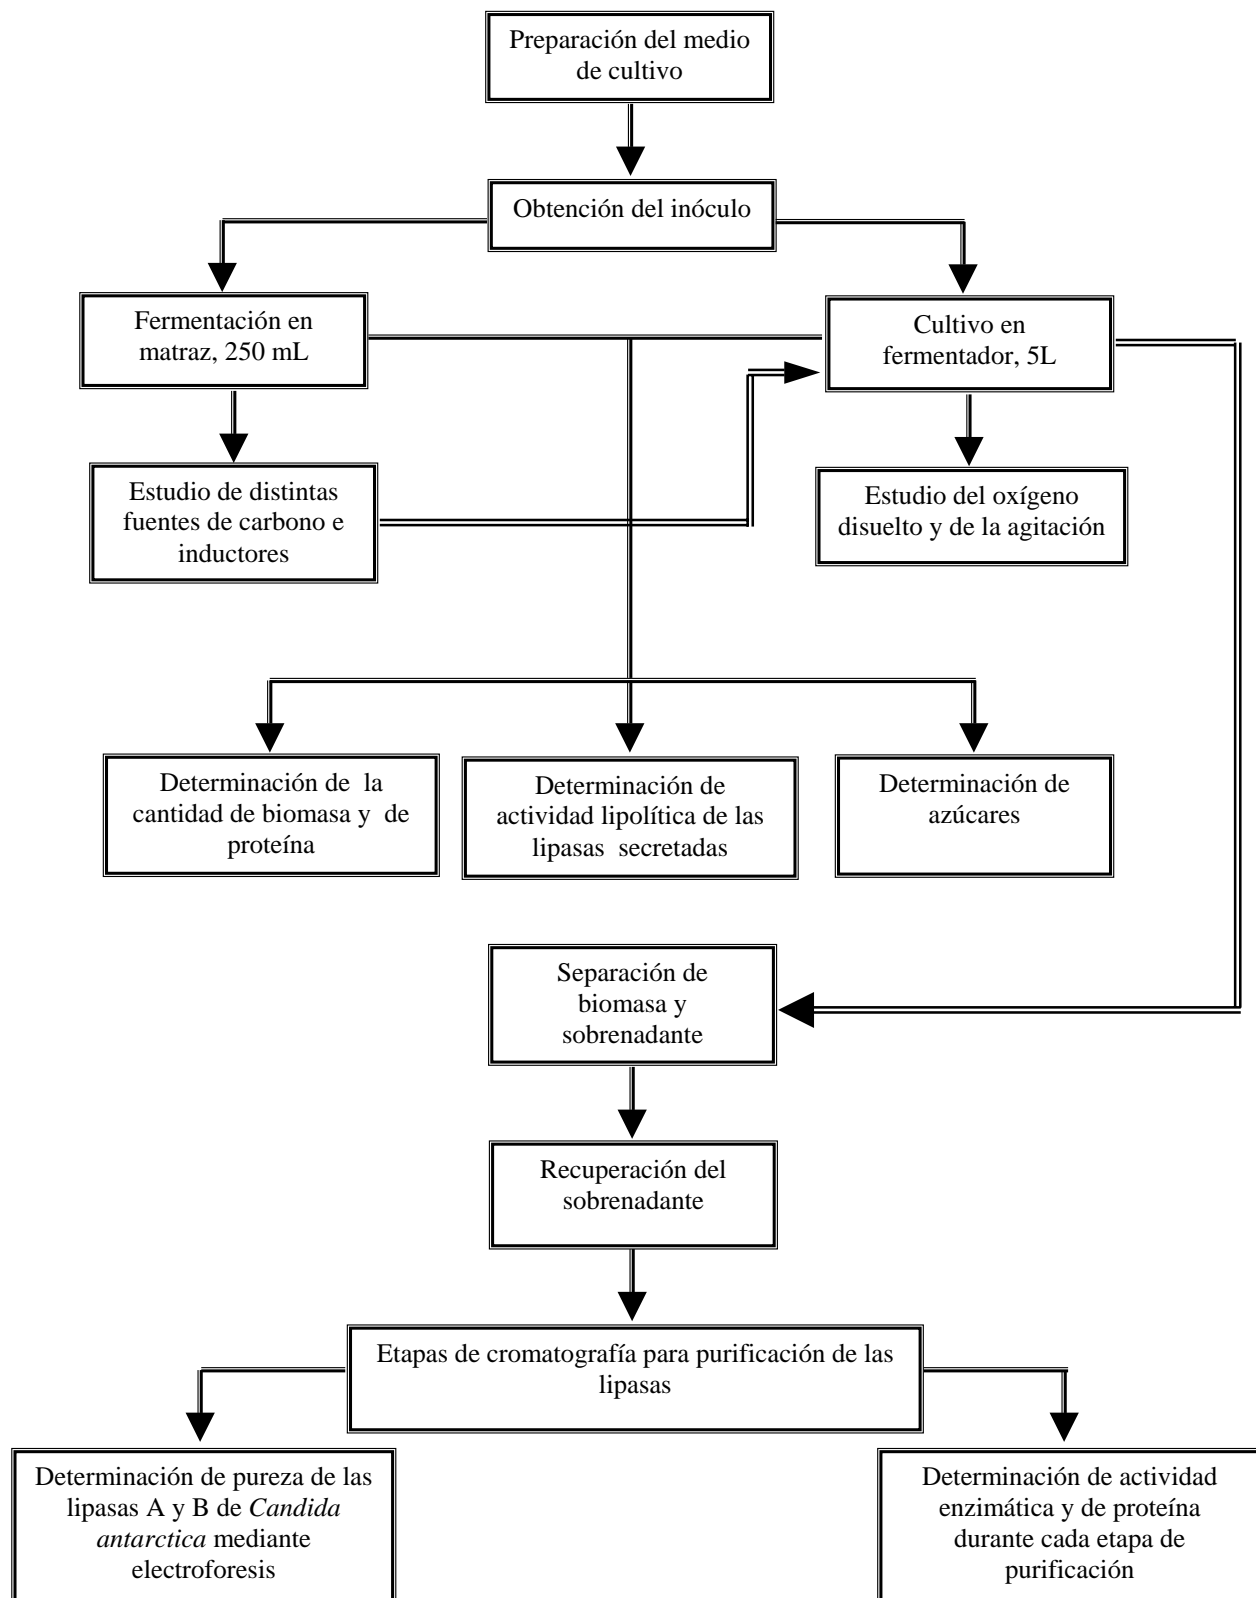 Preparación del medio
de cultivo
Obtención del inóculo
Fermentación en
matraz, 250 mL
Cultivo en
fermentador, 5L
Estudio de distintas
fuentes de carbono e
inductores
Estudio del oxígeno
disuelto y de la agitación
Determinación de la
cantidad de biomasa y de
proteína
Determinación de
actividad lipolítica de las
lipasas secretadas
Determinación de
azúcares
Separación de
biomasa y
sobrenadante
Recuperación del
sobrenadante
Etapas de cromatografía para purificación de las
lipasas
Determinación de pureza de las
lipasas A y B de Candida
antarctica mediante
electroforesis
Determinación de actividad
enzimática y de proteína
durante cada etapa de
purificación